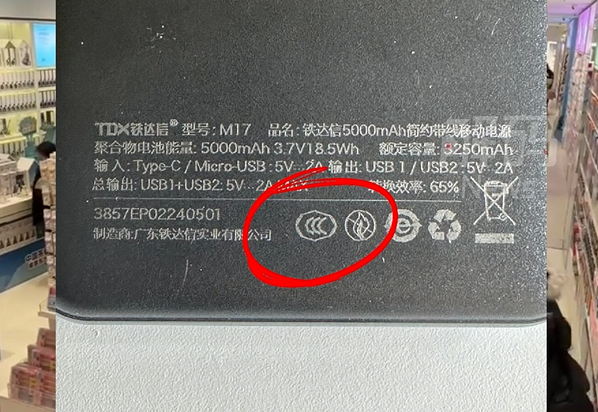 TDX铁达信® 型号: M17 品名: 铁达信5000mAh简约带线移动电源
聚合物电池能量: 5000mAh 3.7V18.5Wh 额定容量: 3250mAh
输入: Type-C / Micro-USB: 5V⎓2A 输出: USB 1 / USB2: 5V⎓2A
总输出: USB1+USB2: 5V⎓2A 转换效率: 65%
3857EP02240501
制造商:广东铁达信实业有限公司
CCC